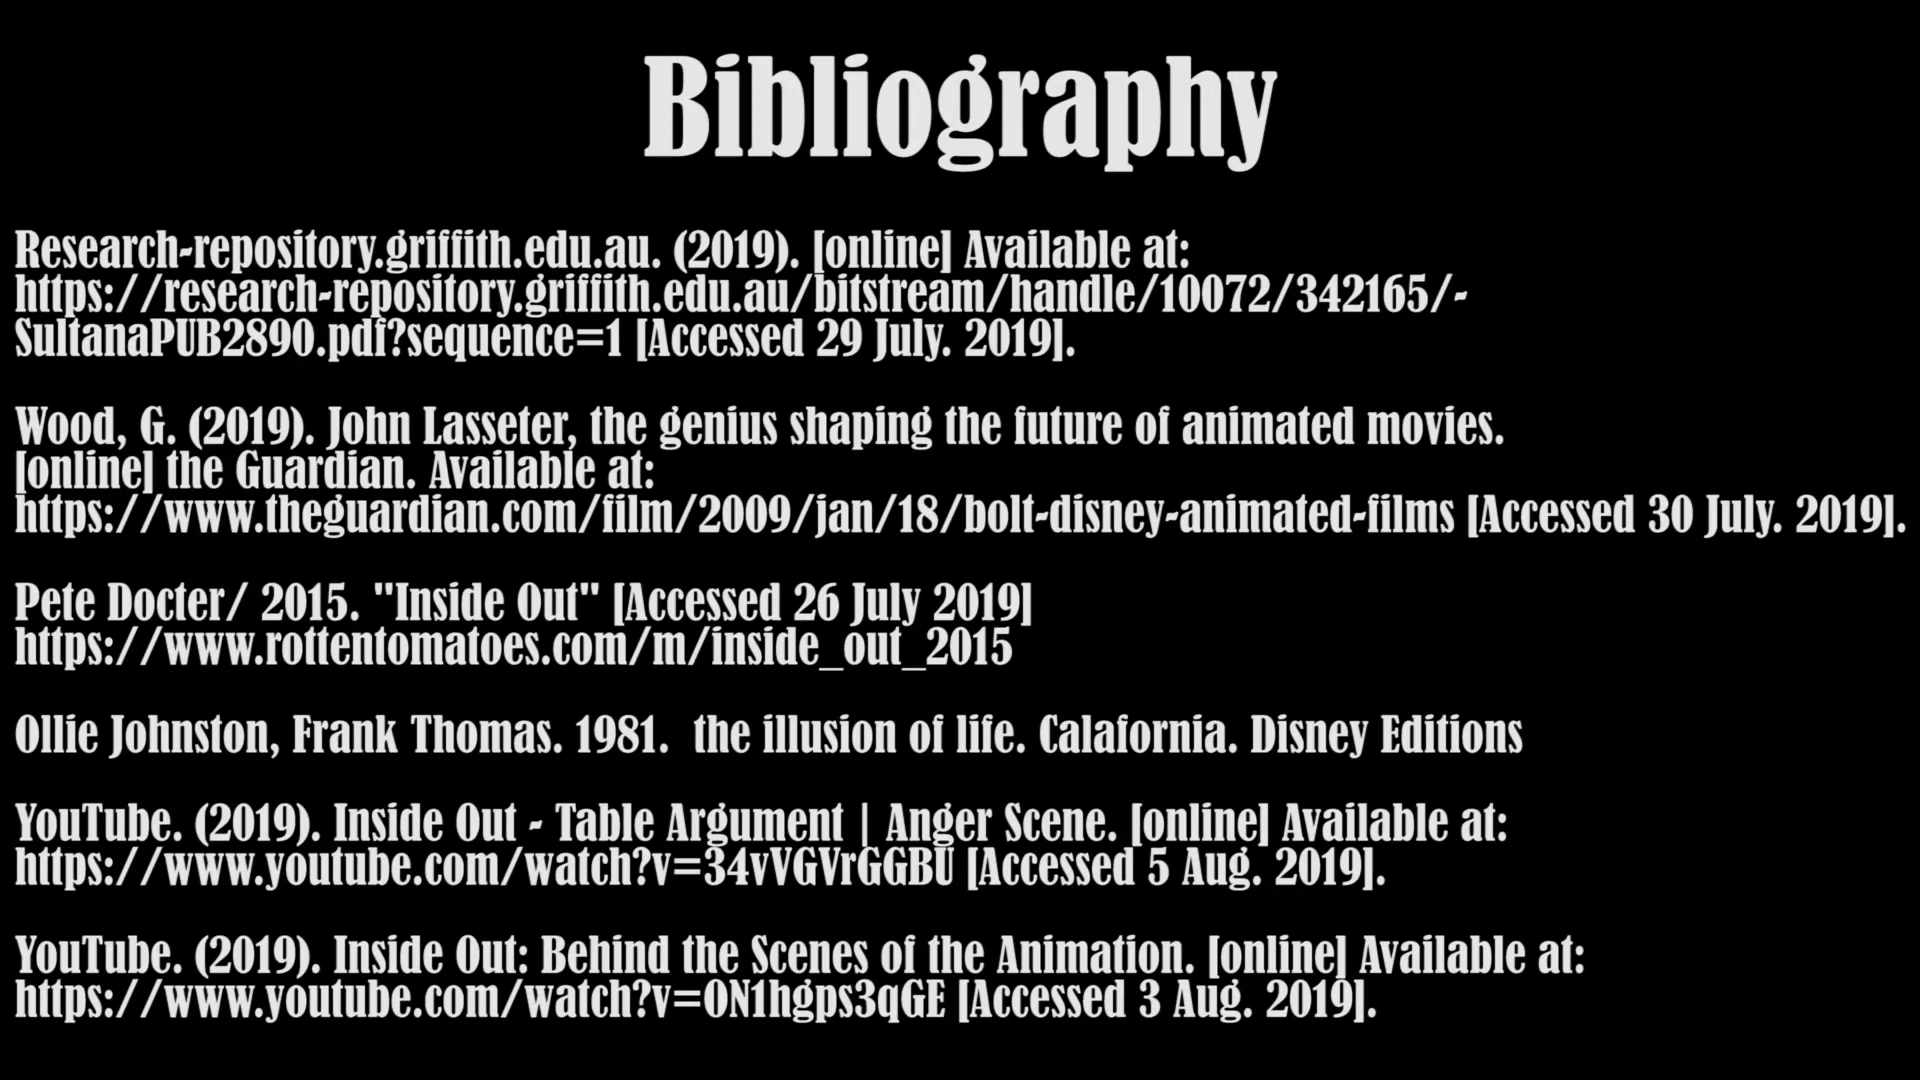 Bibliography
Research-repository.griffith.edu.au. (2019). [online] Available at:
https://research-repository.griffith.edu.au/bitstream/handle/10072/342165/-
SultanaPUB2890.pdf?sequence=1 [Accessed 29 July. 2019].
Wood, G. (2019). John Lasseter, the genius shaping the future of animated movies.
[online] the Guardian. Available at:
https://www.theguardian.com/film/2009/jan/18/bolt-disney-animated-films [Accessed 30 July. 2019].
Pete Docter/ 2015. "Inside Out" [Accessed 26 July 2019]
https://www.rottentomatoes.com/m/inside_out_2015
Ollie Johnston, Frank Thomas. 1981.  the illusion of life. Calafornia. Disney Editions
YouTube. (2019). Inside Out - Table Argument | Anger Scene. [online] Available at:
https://www.youtube.com/watch?v=34vVGVrGGBU [Accessed 5 Aug. 2019].
YouTube. (2019). Inside Out: Behind the Scenes of the Animation. [online] Available at:
https://www.youtube.com/watch?v=0N1hgps3qGE [Accessed 3 Aug. 2019].